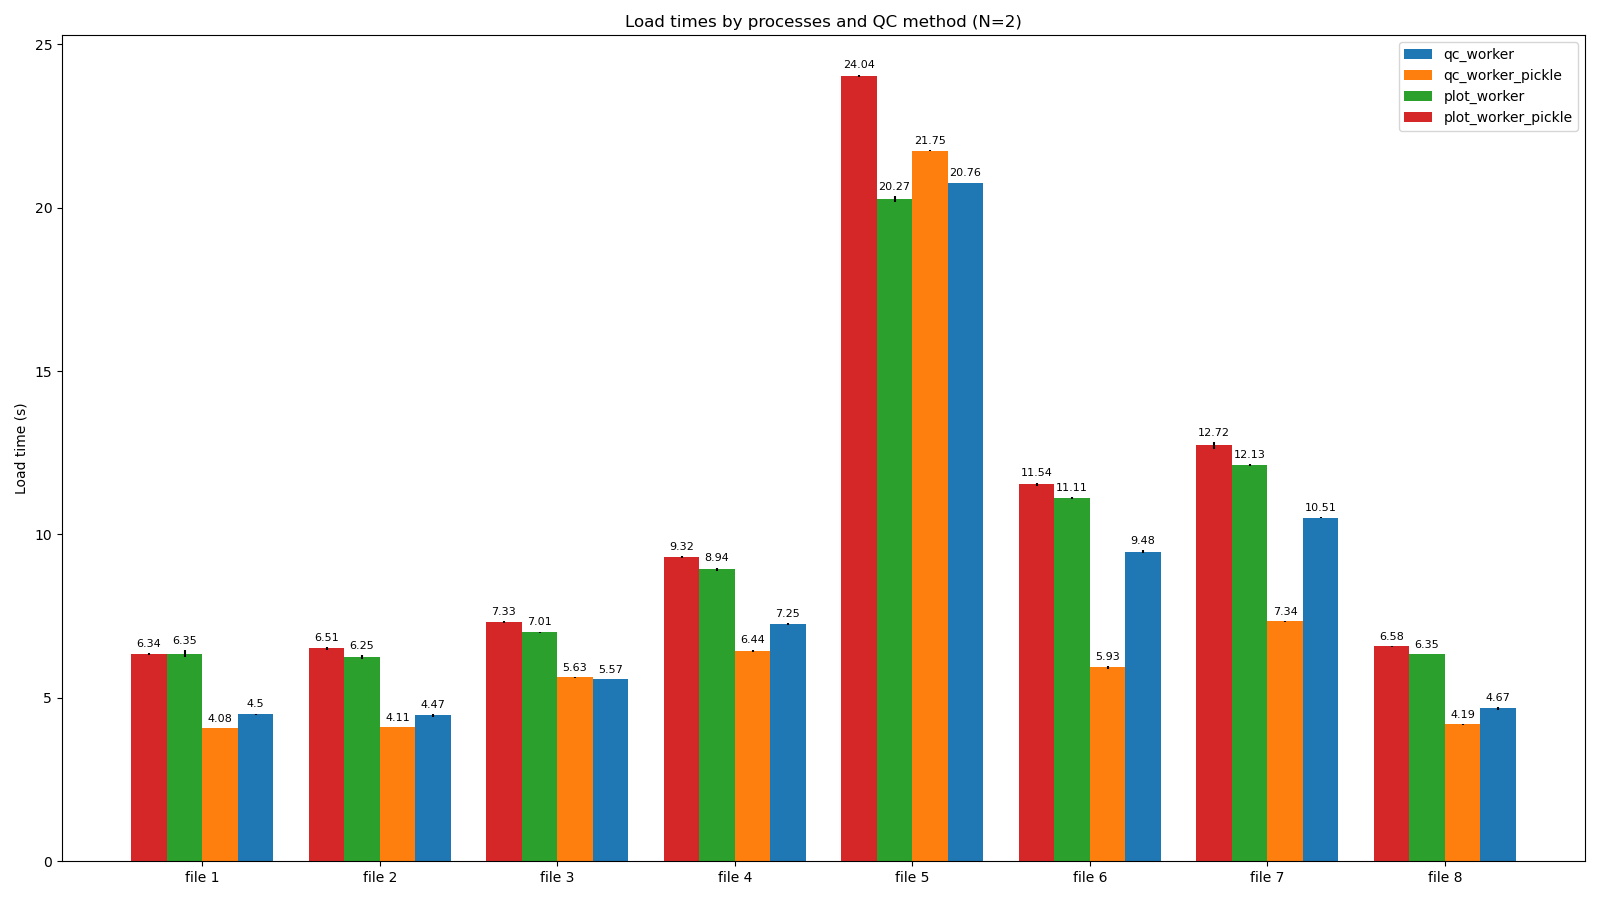 Load times by processes and QC method (N=2)
qc_worker
qc_worker_pickle
plot_worker
plot_worker_pickle
Load time (s)
25
20
15
10
5
0
6.34
6.35
4.08
4.5
6.51
6.25
4.11
4.47
7.33
7.01
5.63
5.57
9.32
8.94
6.44
7.25
24.04
20.27
21.75
20.76
11.54
11.11
5.93
9.48
12.72
12.13
7.34
10.51
6.58
6.35
4.19
4.67
file 1
file 2
file 3
file 4
file 5
file 6
file 7
file 8